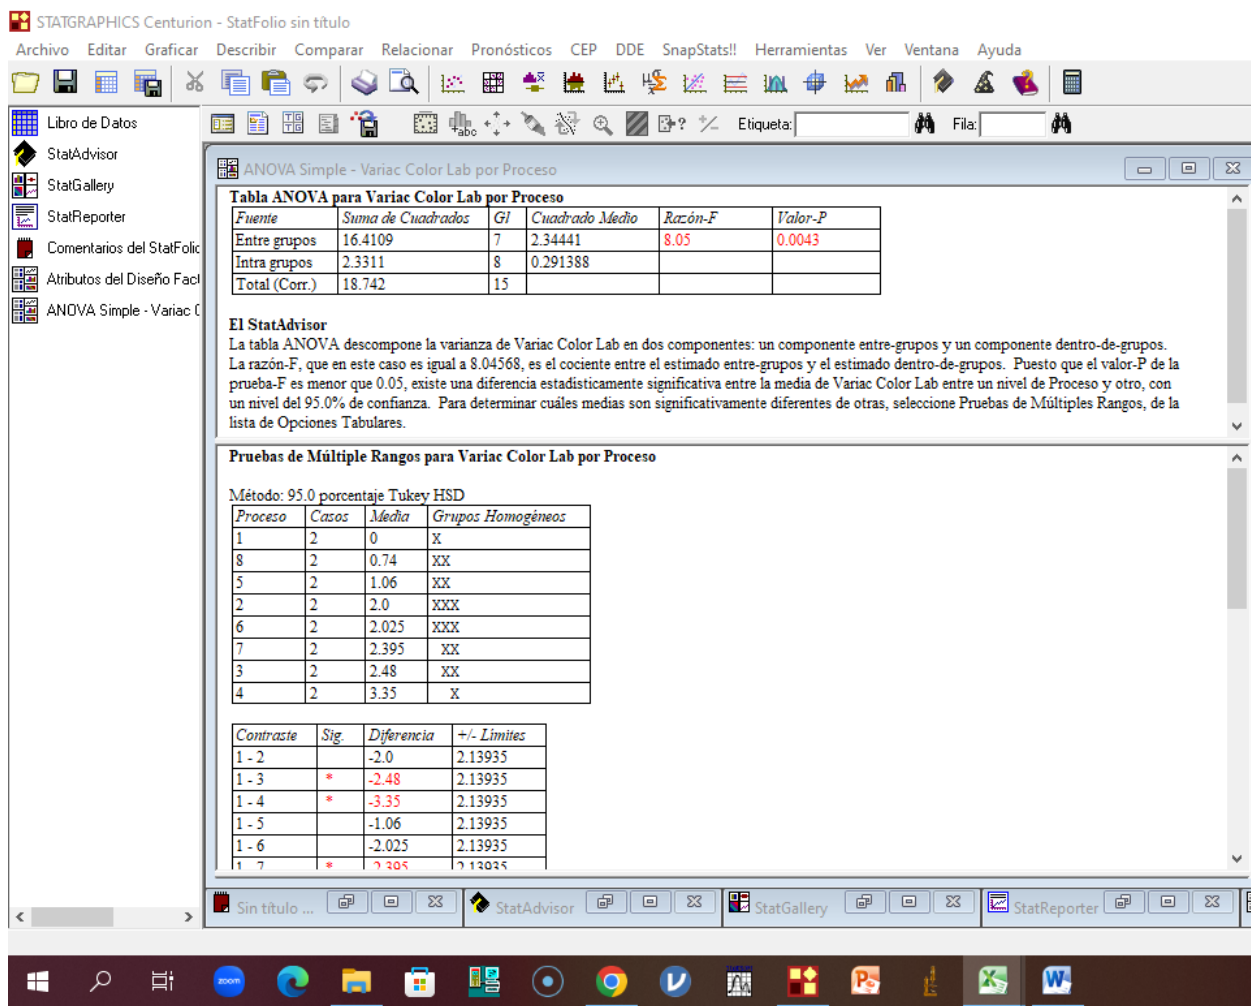 STATGRAPHICS Centurion - StatFolio sin título
Archivo Editar Graficar Describir Comparar Relacionar Pronósticos CEP DDE SnapStats!! Herramientas Ver Ventana Ayuda
Libro de Datos
StatAdvisor
StatGallery
StatReporter
Comentarios del StatFolio
Atributos del Diseño Fact
ANOVA Simple - Variac C
Etiqueta: Fila:
ANOVA Simple - Variac Color Lab por Proceso
Tabla ANOVA para Variac Color Lab por Proceso
Fuente Suma de Cuadrados Gl Cuadrado Medio Razón-F Valor-P
Entre grupos 16.4109 7 2.34441 8.05 0.0043
Intra grupos 2.3311 8 0.291388
Total (Corr.) 18.742 15
El StatAdvisor
La tabla ANOVA descompone la varianza de Variac Color Lab en dos componentes: un componente entre-grupos y un componente dentro-de-grupos.
La razón-F, que en este caso es igual a 8.04568, es el cociente entre el estimado entre-grupos y el estimado dentro-de-grupos. Puesto que el valor-P de la
prueba-F es menor que 0.05, existe una diferencia estadísticamente significativa entre la media de Variac Color Lab entre un nivel de Proceso y otro, con
un nivel del 95.0% de confianza. Para determinar cuáles medias son significativamente diferentes de otras, seleccione Pruebas de Múltiples Rangos, de la
lista de Opciones Tabulares.
Pruebas de Múltiple Rangos para Variac Color Lab por Proceso
Método: 95.0 porcentaje Tukey HSD
Proceso Casos Media Grupos Homogéneos
1 2 0 X
8 2 0.74 XX
5 2 1.06 XX
2 2 2.0 XXX
6 2 2.025 XXX
7 2 2.395 XX
3 2 2.48 XX
4 2 3.35 X
Contraste Sig. Diferencia +/- Límites
1 - 2 -2.0 2.13935
1 - 3 * -2.48 2.13935
1 - 4 * -3.35 2.13935
1 - 5 -1.06 2.13935
1 - 6 -2.025 2.13935
1 - 7 * -2.395 2.13935
Sin título ... StatAdvisor StatGallery StatReporter
zoom